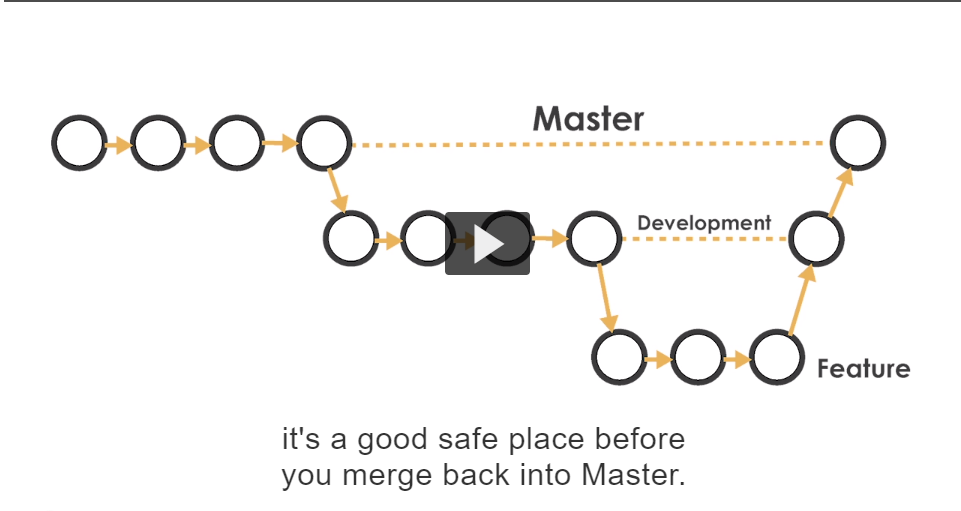 Master
Development
Feature
it's a good safe place before
you merge back into Master.